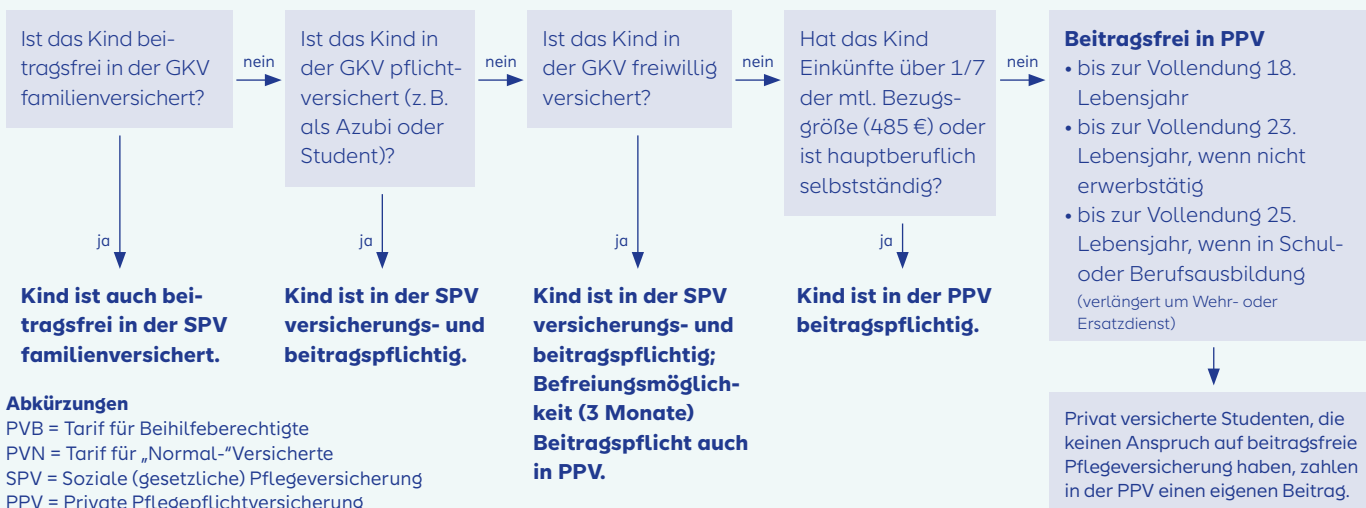 Ist das Kind bei-
tragsfrei in der GKV
familienversichert?
nein
Ist das Kind in
der GKV pflicht-
versichert (z. B.
als Azubi oder
Student)?
nein
Ist das Kind in
der GKV freiwillig
versichert?
nein
Hat das Kind
Einkünfte über 1/7
der mtl. Bezugs-
größe (485 €) oder
ist hauptberuflich
selbstständig?
nein
Beitragsfrei in PPV
• bis zur Vollendung 18.
Lebensjahr
• bis zur Vollendung 23.
Lebensjahr, wenn nicht
erwerbstätig
• bis zur Vollendung 25.
Lebensjahr, wenn in Schul-
oder Berufsausbildung
(verlängert um Wehr- oder
Ersatzdienst)
ja
Kind ist auch bei-
tragsfrei in der SPV
familienversichert.
ja
Kind ist in der SPV
versicherungs- und
beitragspflichtig.
ja
Kind ist in der SPV
versicherungs- und
beitragspflichtig;
Befreiungsmöglich-
keit (3 Monate)
Beitragspflicht auch
in PPV.
ja
Kind ist in der PPV
beitragspflichtig.
Privat versicherte Studenten, die
keinen Anspruch auf beitragsfreie
Pflegeversicherung haben, zahlen
in der PPV einen eigenen Beitrag.
Abkürzungen
PVB = Tarif für Beihilfeberechtigte
PVN = Tarif für „Normal-“Versicherte
SPV = Soziale (gesetzliche) Pflegeversicherung
PPV = Private Pflegepflichtversicherung